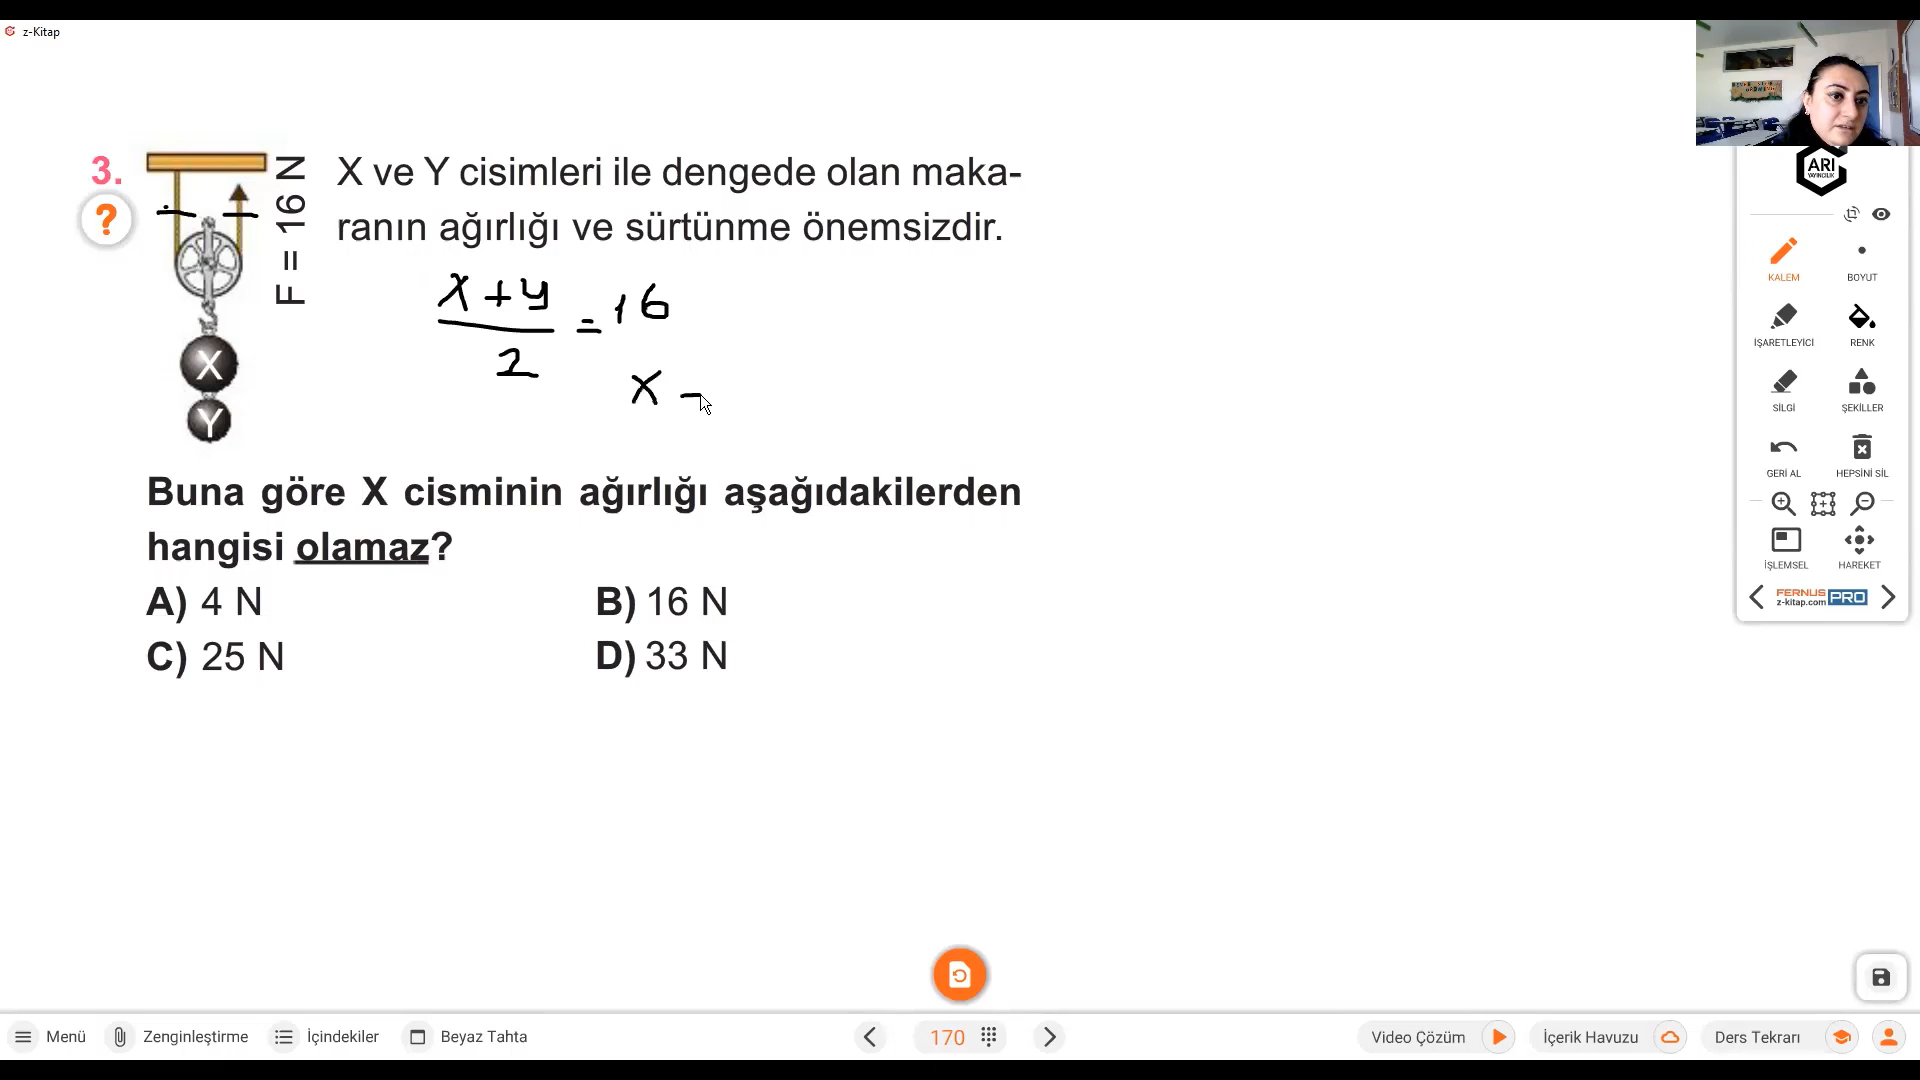 z-Kitap
3.
?
F = 16 N
X ve Y cisimleri ile dengede olan maka-
ranın ağırlığı ve sürtünme önemsizdir.
X + y
2
= 16
X -
X
Y
Buna göre X cisminin ağırlığı aşağıdakilerden
hangisi olamaz?
A) 4 N
B) 16 N
C) 25 N
D) 33 N
ARI
YAYINCILIK
KALEM
BOYUT
İŞARETLEYİCİ
RENK
SİLGİ
ŞEKİLLER
GERİ AL
HEPSİNİ SİL
İŞLEMSEL
HAREKET
FERNUS
z-kitap.com PRO
Menü
Zenginleştirme
İçindekiler
Beyaz Tahta
170
Video Çözüm
İçerik Havuzu
Ders Tekrarı